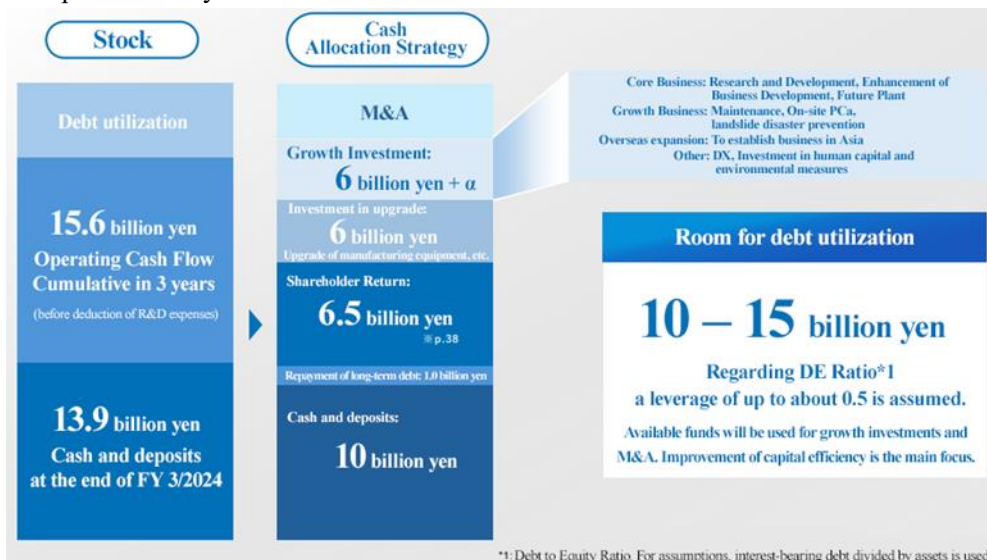 Stock
Debt utilization
15.6 billion yen
Operating Cash Flow
Cumulative in 3 years
(before deduction of R&D expenses)
13.9 billion yen
Cash and deposits
at the end of FY 3/2024
Cash
Allocation Strategy
M&A
Growth Investment:
6 billion yen + α
Investment in upgrade:
6 billion yen
Upgrade of manufacturing equipment, etc.
Shareholder Return:
6.5 billion yen
※p.38
Repayment of long-term debt: 1.0 billion yen
Cash and deposits:
10 billion yen
Core Business: Research and Development, Enhancement of
Business Development, Future Plant
Growth Business: Maintenance, On-site PCa,
landslide disaster prevention
Overseas expansion: To establish business in Asia
Other: DX, Investment in human capital and
environmental measures
Room for debt utilization
10 – 15 billion yen
Regarding DE Ratio*1
a leverage of up to about 0.5 is assumed.
Available funds will be used for growth investments and
M&A. Improvement of capital efficiency is the main focus.
*1: Debt to Equity Ratio. For assumptions, interest-bearing debt divided by assets is used